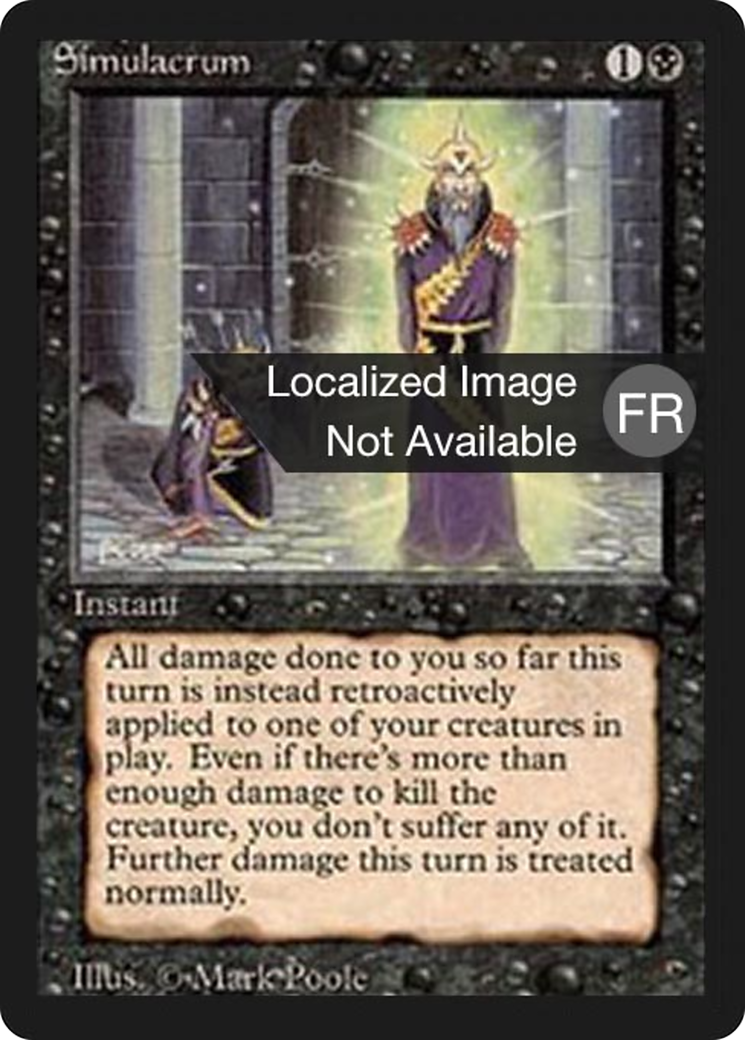 Simulacrum
1
Localized Image
Not Available
FR
Instant
All damage done to you so far this
turn is instead retroactively
applied to one of your creatures in
play. Even if there's more than
enough damage to kill the
creature, you don't suffer any of it.
Further damage this turn is treated
normally.
Illus. © Mark Poole